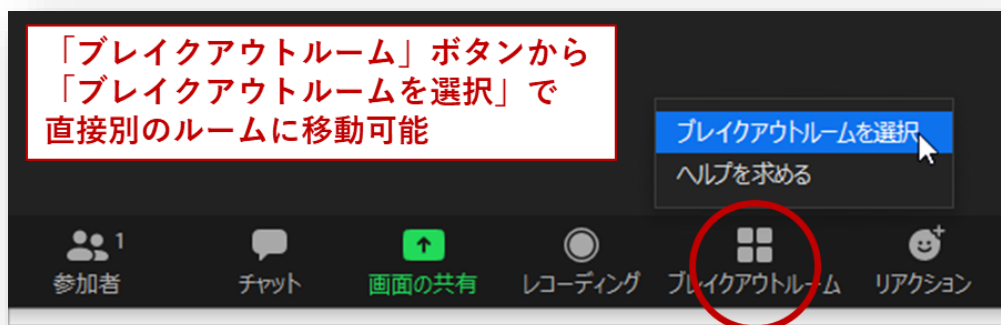 「ブレイクアウトルーム」ボタンから
「ブレイクアウトルームを選択」で
直接別のルームに移動可能
ブレイクアウトルームを選択
ヘルプを求める
1
参加者 チャット 画面の共有 レコーディング ブレイクアウトルーム リアクション